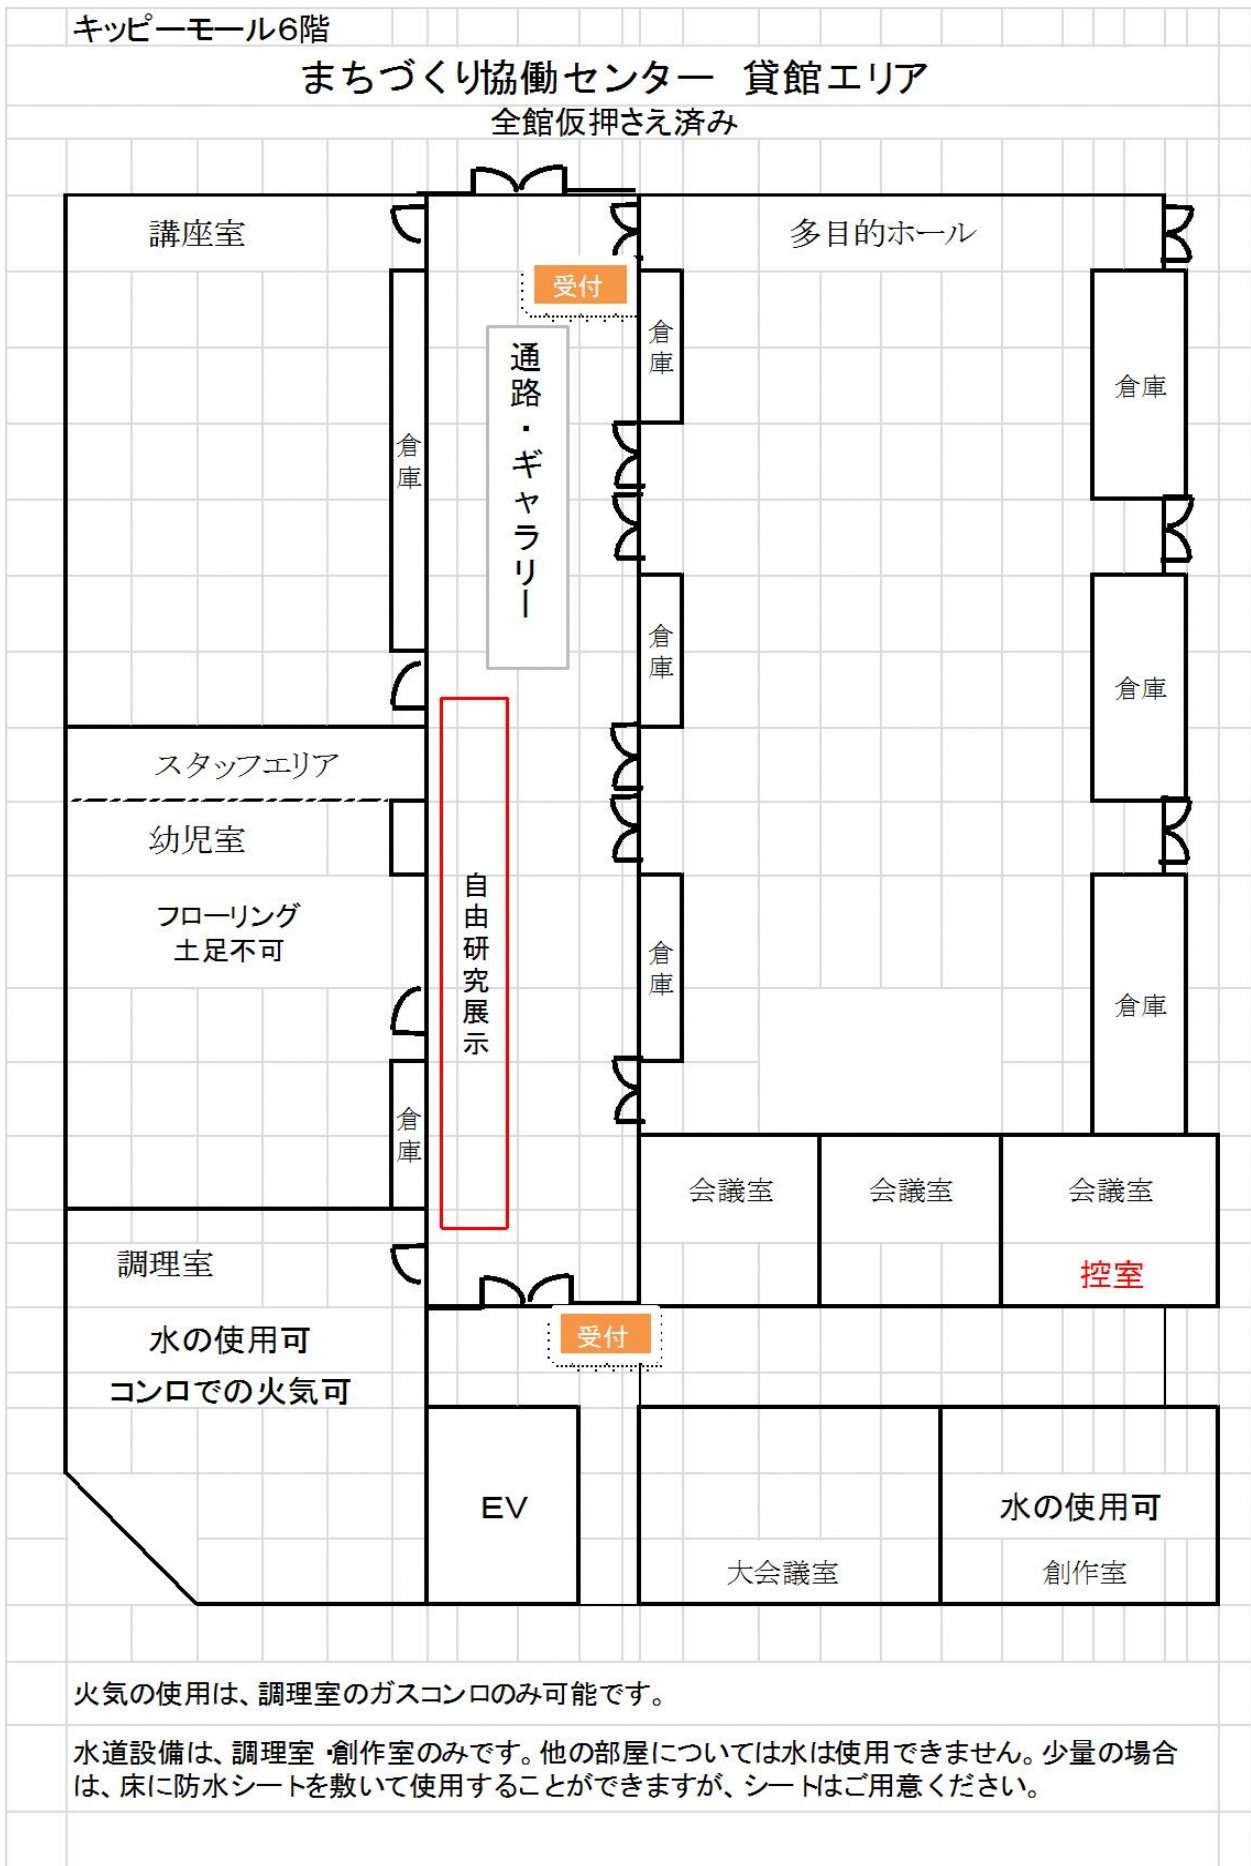 キッピーモール6階
まちづくり協働センター　貸館エリア
全館仮押さえ済み
講座室
多目的ホール
受付
倉庫
倉庫
通路・ギャラリー
倉庫
倉庫
倉庫
スタッフエリア
幼児室
フローリング
土足不可
自由研究展示
倉庫
倉庫
倉庫
会議室
会議室
会議室
控室
調理室
水の使用可
コンロでの火気可
受付
EV
大会議室
水の使用可
創作室
火気の使用は、調理室のガスコンロのみ可能です。
水道設備は、調理室・創作室のみです。他の部屋については水は使用できません。少量の場合
は、床に防水シートを敷いて使用することができますが、シートはご用意ください。